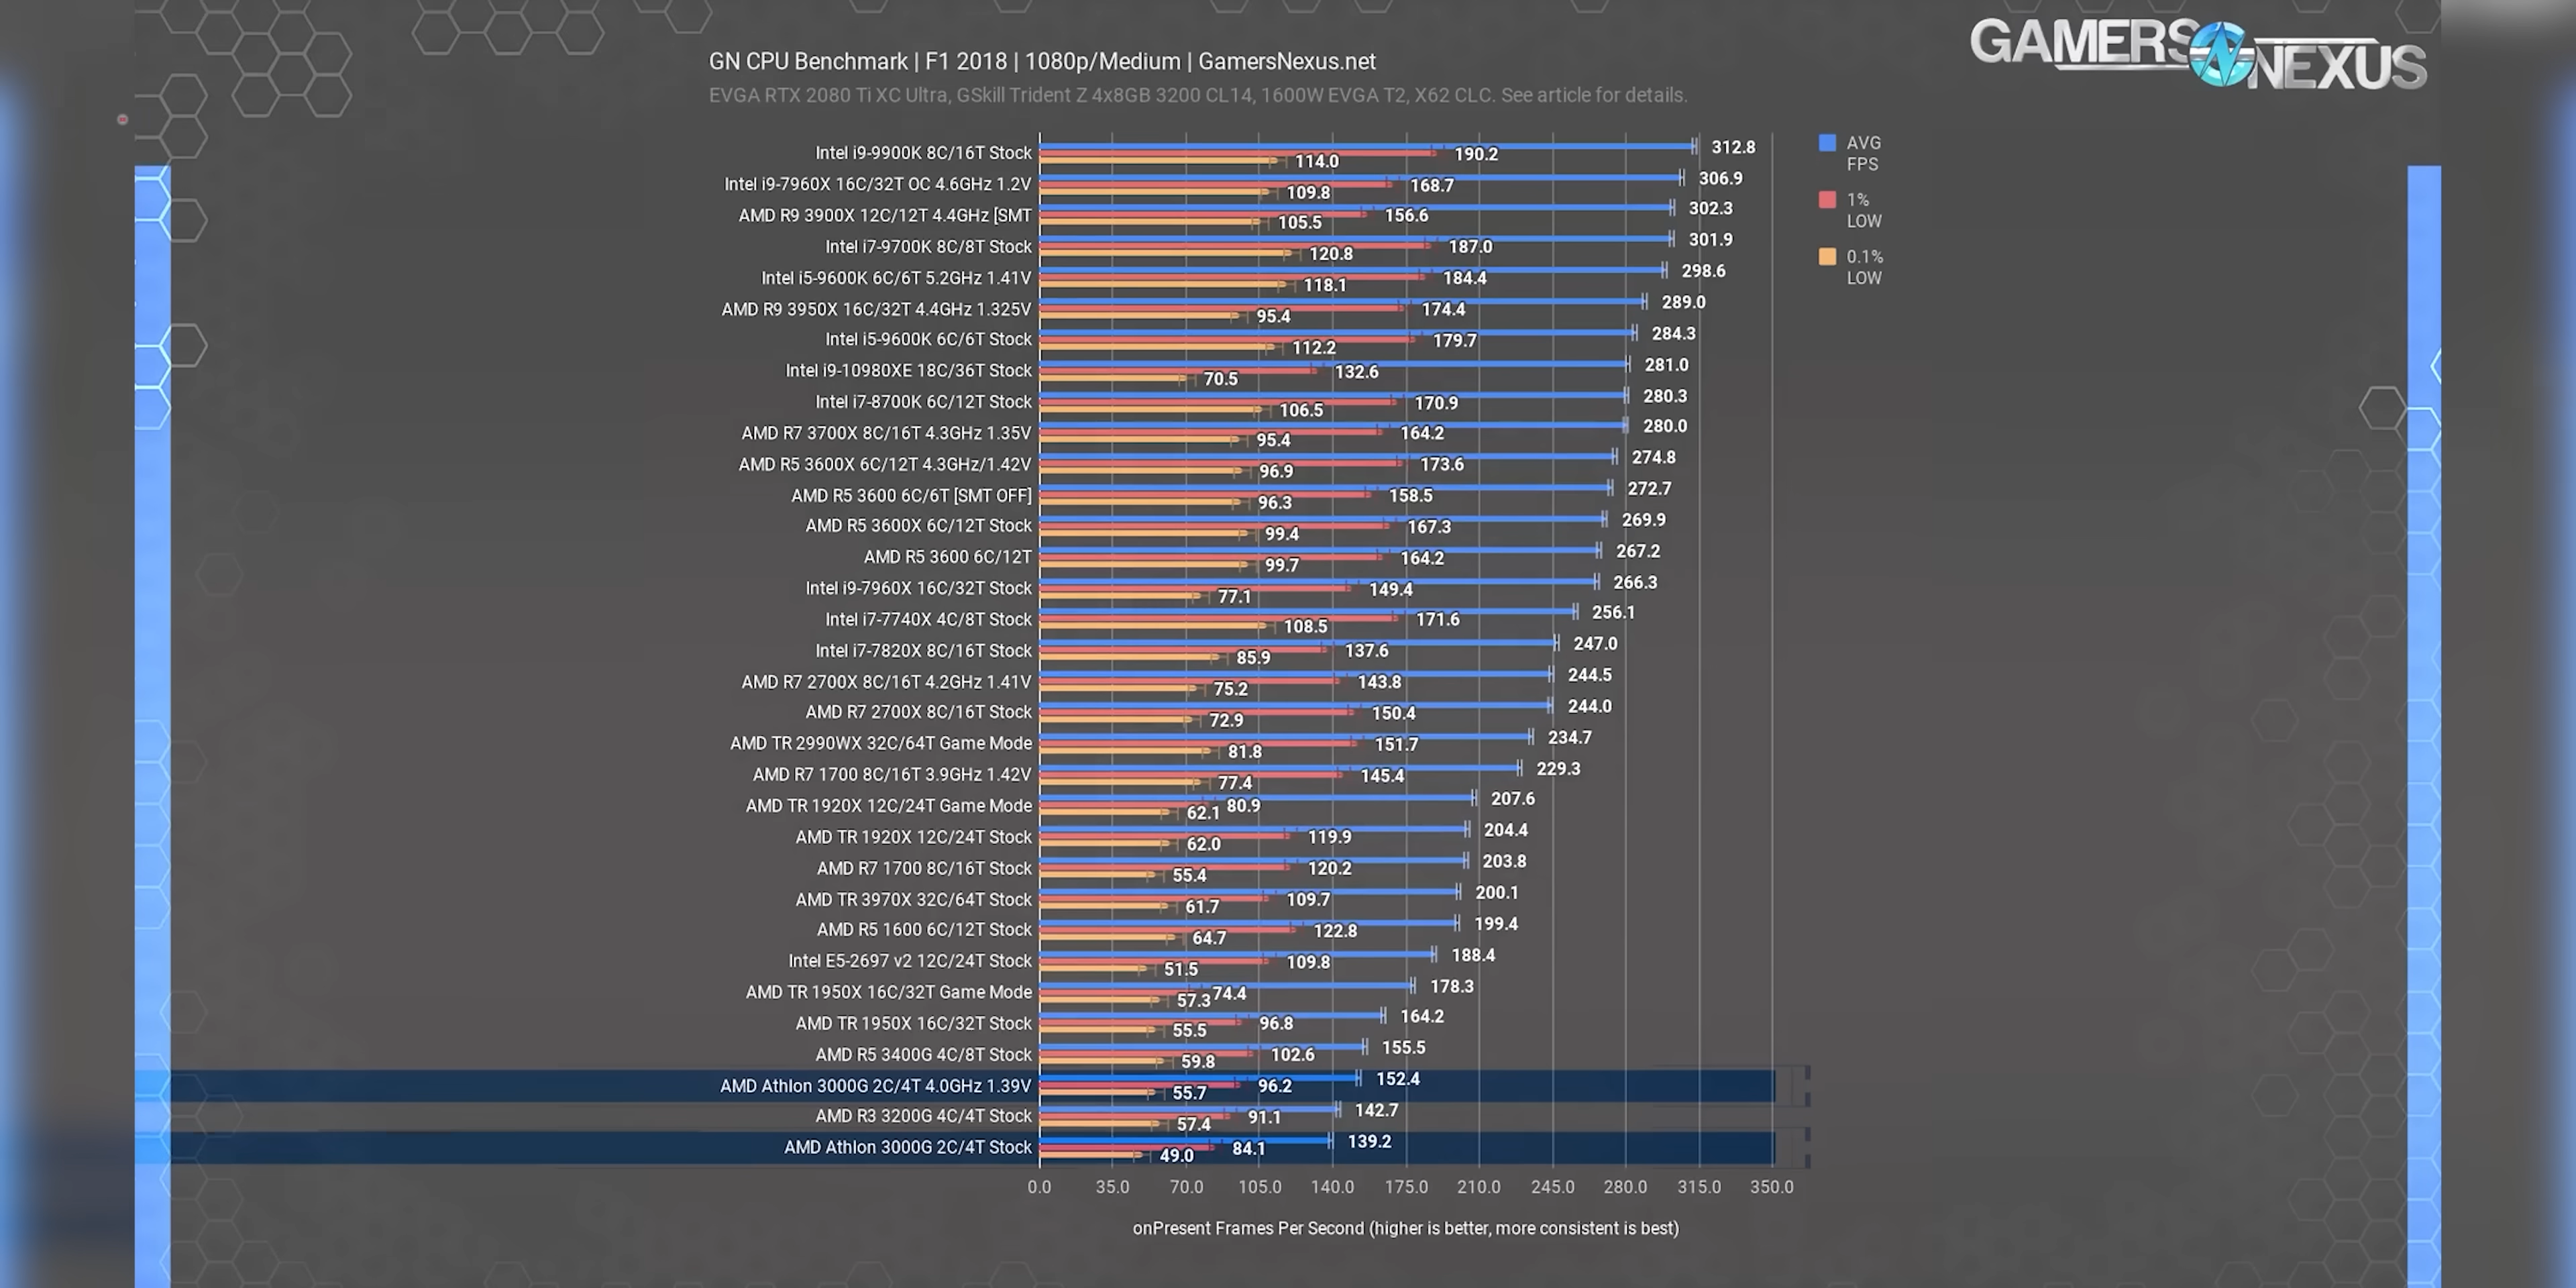 GAMERS NEXUS
GN CPU Benchmark | F1 2018 | 1080p/Medium | GamersNexus.net
EVGA RTX 2080 Ti XC Ultra, GSkill Trident Z 4x8GB 3200 CL14, 1600W EVGA T2, X62 CLC. See article for details.
AVG
FPS
1%
LOW
0.1%
LOW
Intel i9-9900K 8C/16T Stock 312.8 190.2 114.0
Intel i9-7960X 16C/32T OC 4.6GHz 1.2V 306.9 168.7 109.8
AMD R9 3900X 12C/12T 4.4GHz [SMT 302.3 156.6 105.5
Intel i7-9700K 8C/8T Stock 301.9 187.0 120.8
Intel i5-9600K 6C/6T 5.2GHz 1.41V 298.6 184.4 118.1
AMD R9 3950X 16C/32T 4.4GHz 1.325V 289.0 174.4 95.4
Intel i5-9600K 6C/6T Stock 284.3 179.7 112.2
Intel i9-10980XE 18C/36T Stock 281.0 132.6 70.5
Intel i7-8700K 6C/12T Stock 280.3 170.9 106.5
AMD R7 3700X 8C/16T 4.3GHz 1.35V 280.0 164.2 95.4
AMD R5 3600X 6C/12T 4.3GHz/1.42V 274.8 173.6 96.9
AMD R5 3600 6C/6T [SMT OFF] 272.7 158.5 96.3
AMD R5 3600X 6C/12T Stock 269.9 167.3 99.4
AMD R5 3600 6C/12T 267.2 164.2 99.7
Intel i9-7960X 16C/32T Stock 266.3 149.4 77.1
Intel i7-7740X 4C/8T Stock 256.1 171.6 108.5
Intel i7-7820X 8C/16T Stock 247.0 137.6 85.9
AMD R7 2700X 8C/16T 4.2GHz 1.41V 244.5 143.8 75.2
AMD R7 2700X 8C/16T Stock 244.0 150.4 72.9
AMD TR 2990WX 32C/64T Game Mode 234.7 151.7 81.8
AMD R7 1700 8C/16T 3.9GHz 1.42V 229.3 145.4 77.4
AMD TR 1920X 12C/24T Game Mode 207.6 80.9 62.1
AMD TR 1920X 12C/24T Stock 204.4 119.9 62.0
AMD R7 1700 8C/16T Stock 203.8 120.2 55.4
AMD TR 3970X 32C/64T Stock 200.1 109.7 61.7
AMD R5 1600 6C/12T Stock 199.4 122.8 64.7
Intel E5-2697 v2 12C/24T Stock 188.4 109.8 51.5
AMD TR 1950X 16C/32T Game Mode 178.3 74.4 57.3
AMD TR 1950X 16C/32T Stock 164.2 96.8 55.5
AMD R5 3400G 4C/8T Stock 155.5 102.6 59.8
AMD Athlon 3000G 2C/4T 4.0GHz 1.39V 152.4 96.2 55.7
AMD R3 3200G 4C/4T Stock 142.7 91.1 57.4
AMD Athlon 3000G 2C/4T Stock 139.2 84.1 49.0
0.0 35.0 70.0 105.0 140.0 175.0 210.0 245.0 280.0 315.0 350.0
onPresent Frames Per Second (higher is better, more consistent is best)